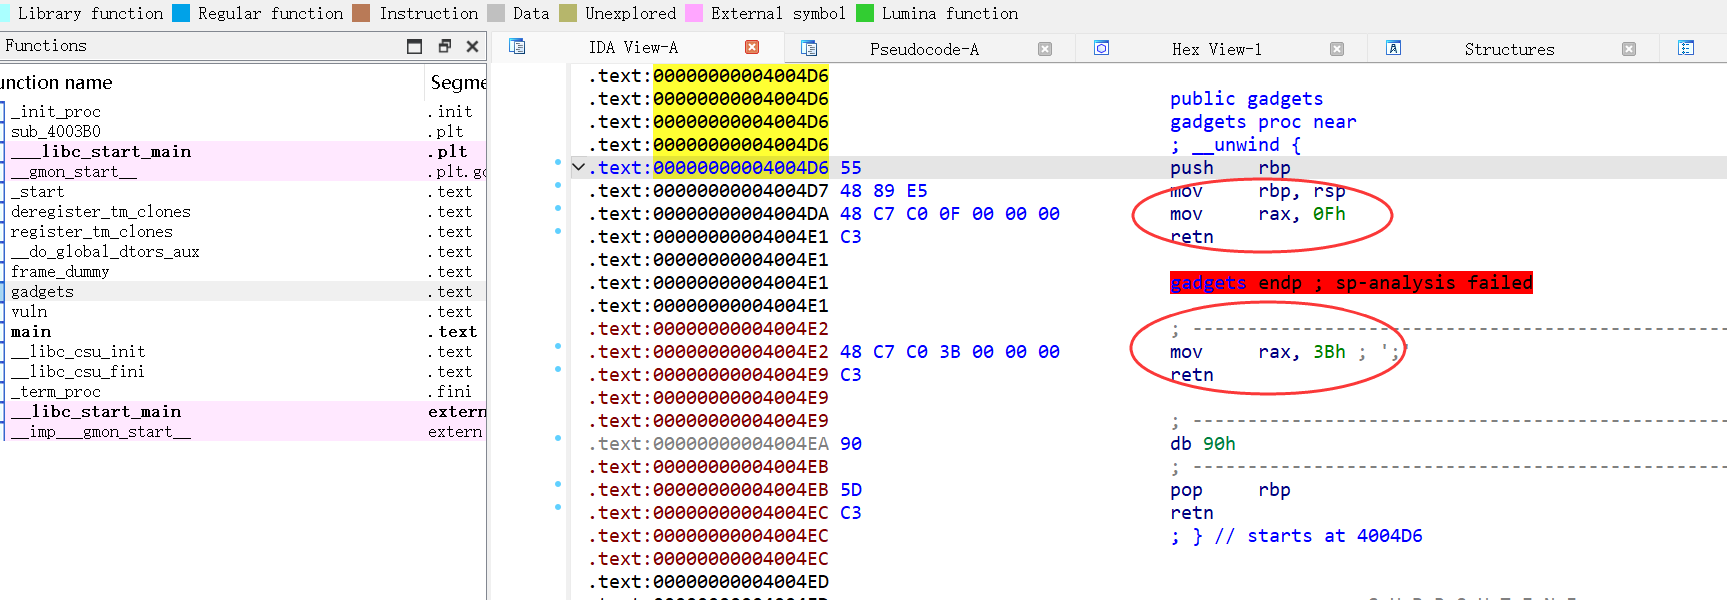 Library function Regular function Instruction Data Unexplored External symbol Lumina function
Functions
IDA View-A Pseudocode-A Hex View-1 Structures
unction name Segme
_init_proc .init
sub_4003B0 .plt
___libc_start_main .plt
__gmon_start__ .plt.go
_start .text
deregister_tm_clones .text
register_tm_clones .text
__do_global_dtors_aux .text
frame_dummy .text
gadgets .text
vuln .text
main .text
__libc_csu_init .text
__libc_csu_fini .text
_term_proc .fini
__libc_start_main extern
__imp___gmon_start__ extern
.text:00000000004004D6
.text:00000000004004D6 public gadgets
.text:00000000004004D6 gadgets proc near
.text:00000000004004D6 ; __unwind {
.text:00000000004004D6 55 push rbp
.text:00000000004004D7 48 89 E5 mov rbp, rsp
.text:00000000004004DA 48 C7 C0 0F 00 00 00 mov rax, 0Fh
.text:00000000004004E1 C3 retn
.text:00000000004004E1
.text:00000000004004E1 gadgets endp ; sp-analysis failed
.text:00000000004004E1
.text:00000000004004E2 ; ---------------------------------------------------
.text:00000000004004E2 48 C7 C0 3B 00 00 00 mov rax, 3Bh ; ';'
.text:00000000004004E9 C3 retn
.text:00000000004004E9
.text:00000000004004E9 ; ---------------------------------------------------
.text:00000000004004EA 90 db 90h
.text:00000000004004EB ; ---------------------------------------------------
.text:00000000004004EB 5D pop rbp
.text:00000000004004EC C3 retn
.text:00000000004004EC ; } // starts at 4004D6
.text:00000000004004EC
.text:00000000004004ED